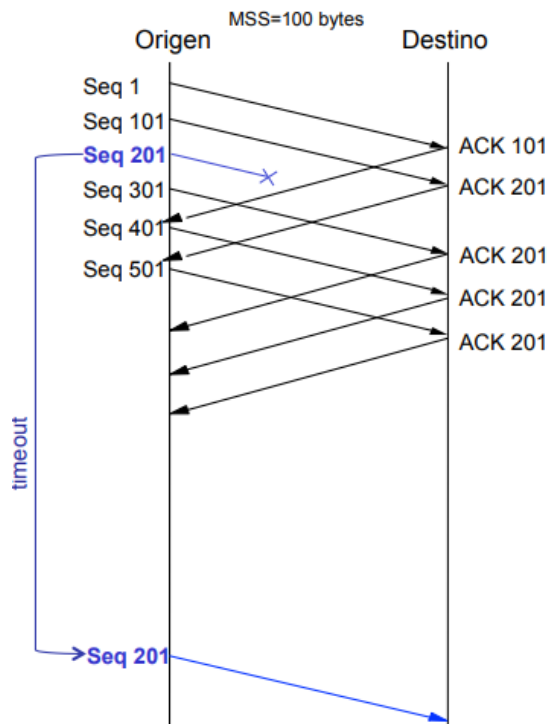 MSS=100 bytes
Origen
Destino
Seq 1
Seq 101
Seq 201
Seq 301
Seq 401
Seq 501
ACK 101
ACK 201
ACK 201
ACK 201
ACK 201
timeout
Seq 201